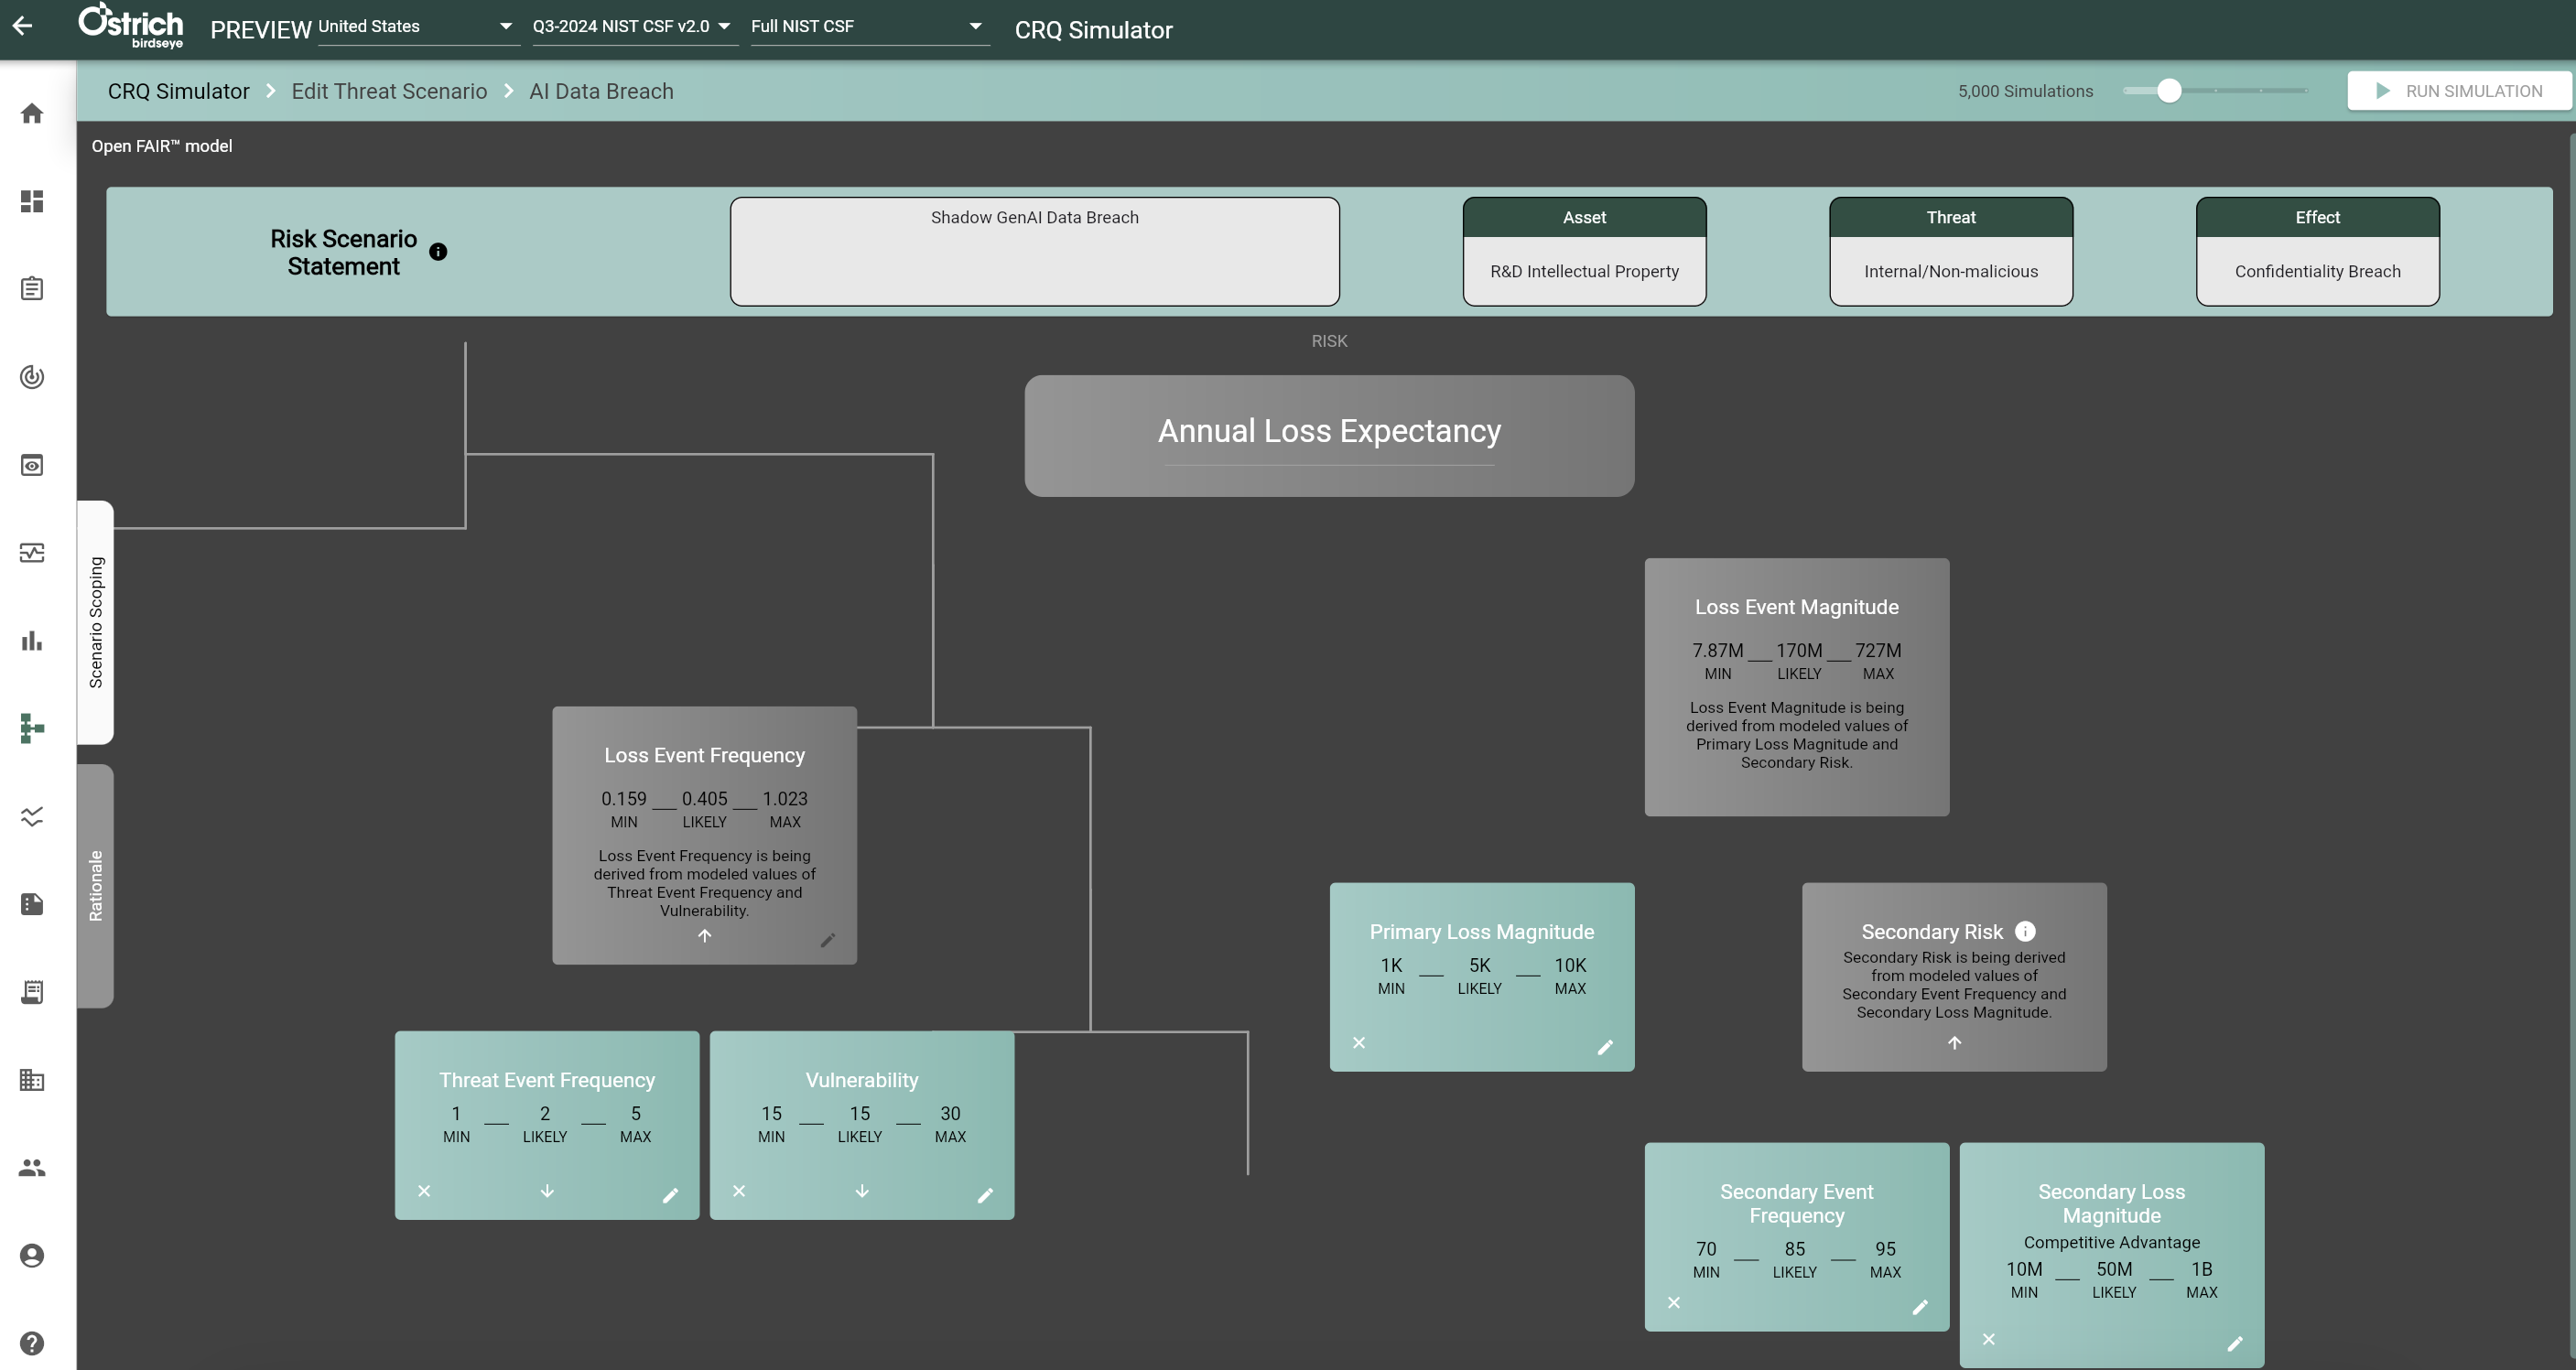 Ostrich
birdseye
PREVIEW
United States
Q3-2024 NIST CSF v2.0
Full NIST CSF
CRQ Simulator
CRQ Simulator
Edit Threat Scenario
AI Data Breach
5,000 Simulations
RUN SIMULATION
Open FAIR™ model
Risk Scenario
Statement
Shadow GenAI Data Breach
Asset
R&D Intellectual Property
Threat
Internal/Non-malicious
Effect
Confidentiality Breach
RISK
Annual Loss Expectancy
Scenario Scoping
Rationale
Loss Event Magnitude
7.87M 170M 727M
MIN LIKELY MAX
Loss Event Magnitude is being
derived from modeled values of
Primary Loss Magnitude and
Secondary Risk.
Loss Event Frequency
0.159 0.405 1.023
MIN LIKELY MAX
Loss Event Frequency is being
derived from modeled values of
Threat Event Frequency and
Vulnerability.
Primary Loss Magnitude
1K 5K 10K
MIN LIKELY MAX
Secondary Risk
Secondary Risk is being derived
from modeled values of
Secondary Event Frequency and
Secondary Loss Magnitude.
Threat Event Frequency
1 2 5
MIN LIKELY MAX
Vulnerability
15 15 30
MIN LIKELY MAX
Secondary Event
Frequency
70 85 95
MIN LIKELY MAX
Secondary Loss
Magnitude
Competitive Advantage
10M 50M 1B
MIN LIKELY MAX